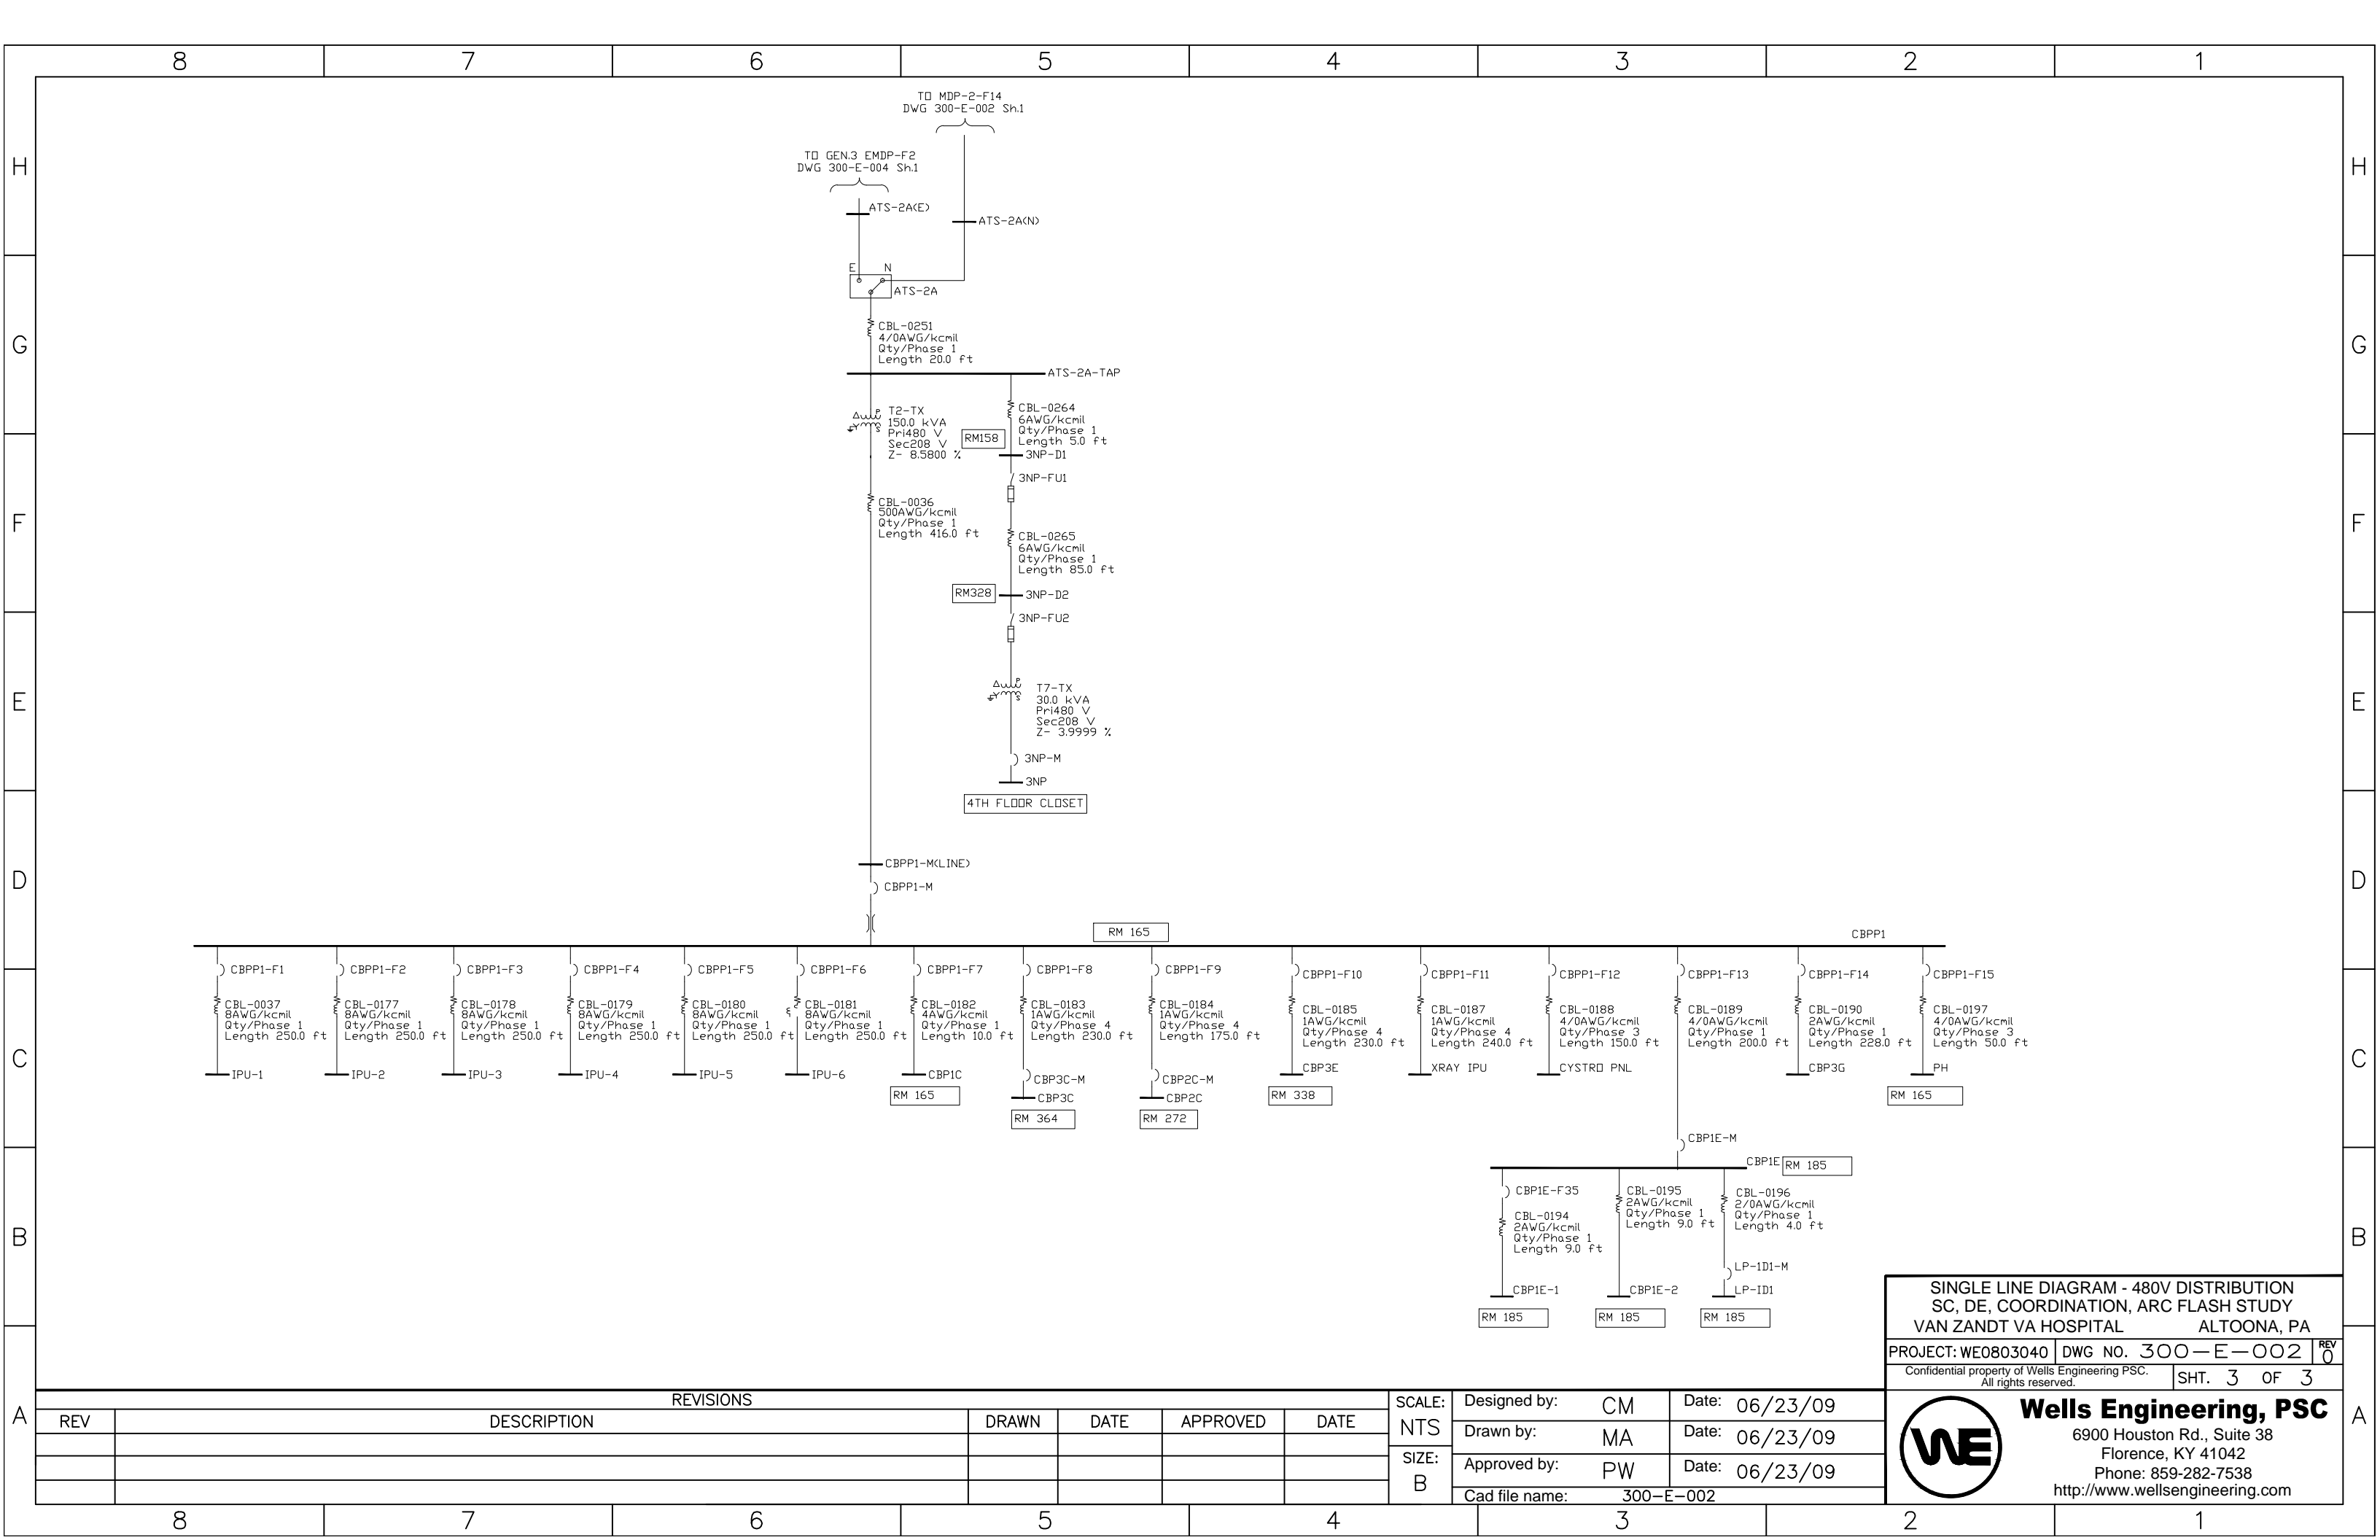 8 7 6 5 4 3 2 1
TO MDP-2-F14
DWG 300-E-002 Sh.1
TO GEN.3 EMDP-F2
DWG 300-E-004 Sh.1
H H
ATS-2A(E)
ATS-2A(N)
E N
ATS-2A
CBL-0251
4/0AWG/kcmil
Qty/Phase 1
Length 20.0 ft
G G
ATS-2A-TAP
T2-TX
150.0 kVA
Pri480 V
Sec208 V
Z- 8.5800 %
P
S
CBL-0264
6AWG/kcmil
Qty/Phase 1
Length 5.0 ft
RM158
3NP-D1
3NP-FU1
CBL-0036
500AWG/kcmil
Qty/Phase 1
Length 416.0 ft
F F
CBL-0265
6AWG/kcmil
Qty/Phase 1
Length 85.0 ft
RM328
3NP-D2
3NP-FU2
P
S
T7-TX
30.0 kVA
Pri480 V
Sec208 V
Z- 3.9999 %
E E
3NP-M
3NP
4TH FLOOR CLOSET
CBPP1-M(LINE)
CBPP1-M
D D
RM 165
CBPP1
CBPP1-F1
CBL-0037
8AWG/kcmil
Qty/Phase 1
Length 250.0 ft
IPU-1
CBPP1-F2
CBL-0177
8AWG/kcmil
Qty/Phase 1
Length 250.0 ft
IPU-2
CBPP1-F3
CBL-0178
8AWG/kcmil
Qty/Phase 1
Length 250.0 ft
IPU-3
CBPP1-F4
CBL-0179
8AWG/kcmil
Qty/Phase 1
Length 250.0 ft
IPU-4
CBPP1-F5
CBL-0180
8AWG/kcmil
Qty/Phase 1
Length 250.0 ft
IPU-5
CBPP1-F6
CBL-0181
8AWG/kcmil
Qty/Phase 1
Length 250.0 ft
IPU-6
CBPP1-F7
CBL-0182
4AWG/kcmil
Qty/Phase 1
Length 10.0 ft
CBP1C
RM 165
CBPP1-F8
CBL-0183
1AWG/kcmil
Qty/Phase 4
Length 230.0 ft
CBP3C-M
CBP3C
RM 364
CBPP1-F9
CBL-0184
1AWG/kcmil
Qty/Phase 4
Length 175.0 ft
CBP2C-M
CBP2C
RM 272
CBPP1-F10
CBL-0185
1AWG/kcmil
Qty/Phase 4
Length 230.0 ft
CBP3E
RM 338
CBPP1-F11
CBL-0187
1AWG/kcmil
Qty/Phase 4
Length 240.0 ft
XRAY IPU
CBPP1-F12
CBL-0188
4/0AWG/kcmil
Qty/Phase 3
Length 150.0 ft
CYSTRO PNL
CBPP1-F13
CBL-0189
4/0AWG/kcmil
Qty/Phase 1
Length 200.0 ft
CBPP1-F14
CBL-0190
2AWG/kcmil
Qty/Phase 1
Length 228.0 ft
CBP3G
CBPP1-F15
CBL-0197
4/0AWG/kcmil
Qty/Phase 3
Length 50.0 ft
PH
RM 165
C C
CBP1E-M
CBP1E
RM 185
CBP1E-F35
CBL-0194
2AWG/kcmil
Qty/Phase 1
Length 9.0 ft
CBP1E-1
RM 185
CBL-0195
2AWG/kcmil
Qty/Phase 1
Length 9.0 ft
CBP1E-2
RM 185
CBL-0196
2/0AWG/kcmil
Qty/Phase 1
Length 4.0 ft
LP-1D1-M
LP-ID1
RM 185
B B
SINGLE LINE DIAGRAM - 480V DISTRIBUTION
SC, DE, COORDINATION, ARC FLASH STUDY
VAN ZANDT VA HOSPITAL ALTOONA, PA
PROJECT: WE0803040 DWG NO. 300-E-002 REV 0
Confidential property of Wells Engineering PSC.
All rights reserved.
SHT. 3 OF 3
WE
Wells Engineering, PSC
6900 Houston Rd., Suite 38
Florence, KY 41042
Phone: 859-282-7538
http://www.wellsengineering.com
A A
REVISIONS
REV DESCRIPTION DRAWN DATE APPROVED DATE
SCALE:
NTS
SIZE:
B
Designed by: CM Date: 06/23/09
Drawn by: MA Date: 06/23/09
Approved by: PW Date: 06/23/09
Cad file name: 300-E-002
8 7 6 5 4 3 2 1